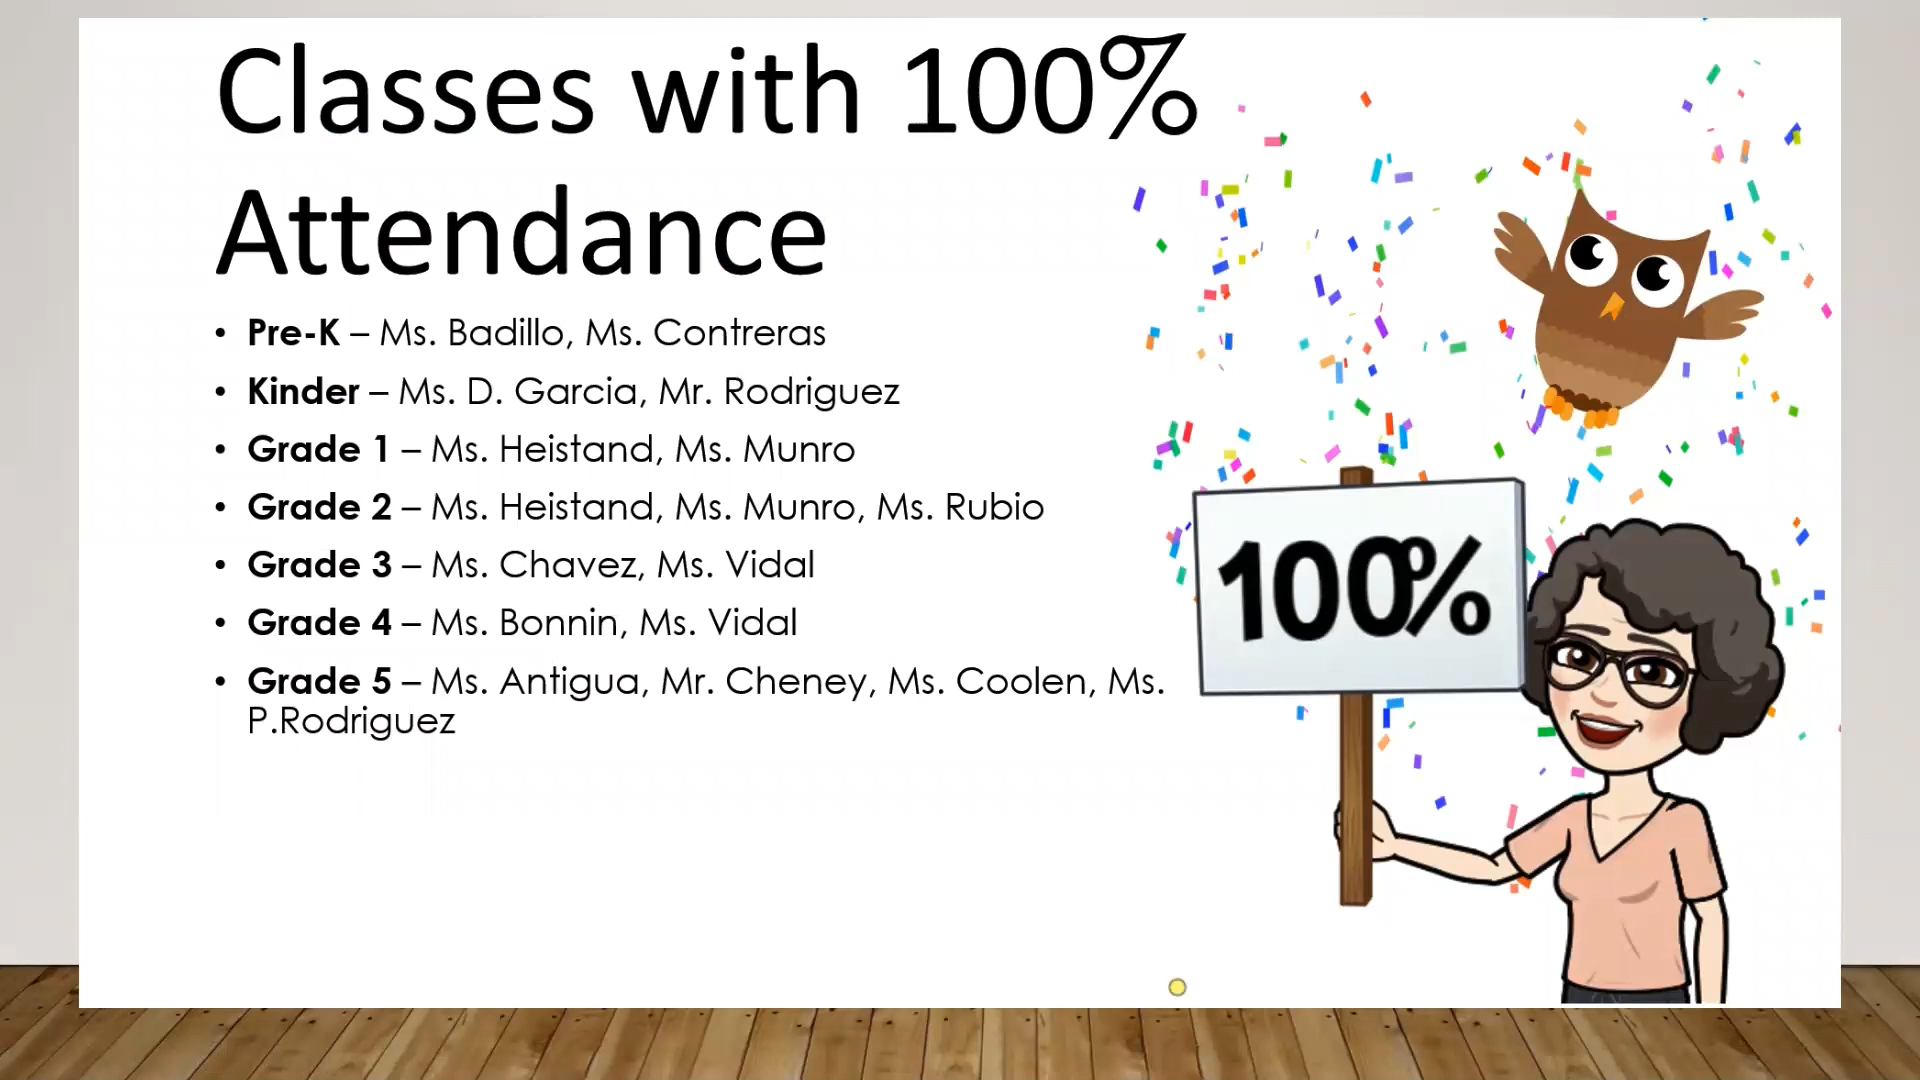 Classes with 100%
Attendance
• Pre-K – Ms. Badillo, Ms. Contreras
• Kinder – Ms. D. Garcia, Mr. Rodriguez
• Grade 1 – Ms. Heistand, Ms. Munro
• Grade 2 – Ms. Heistand, Ms. Munro, Ms. Rubio
• Grade 3 – Ms. Chavez, Ms. Vidal
• Grade 4 – Ms. Bonnin, Ms. Vidal
• Grade 5 – Ms. Antigua, Mr. Cheney, Ms. Coolen, Ms.
P.Rodriguez
100%